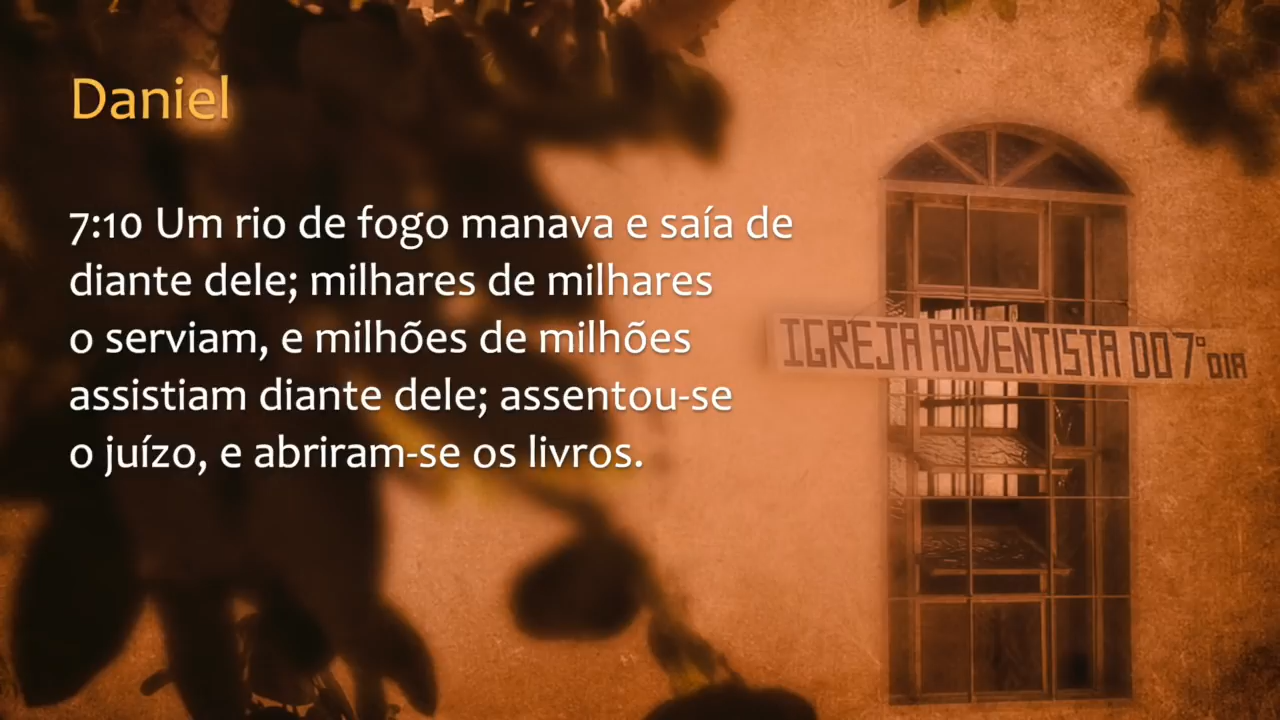 Daniel
7:10 Um rio de fogo manava e saía de
diante dele; milhares de milhares
o serviam, e milhões de milhões
assistiam diante dele; assentou-se
o juízo, e abriram-se os livros.
IGREJA ADVENTISTA DO 7º DIA